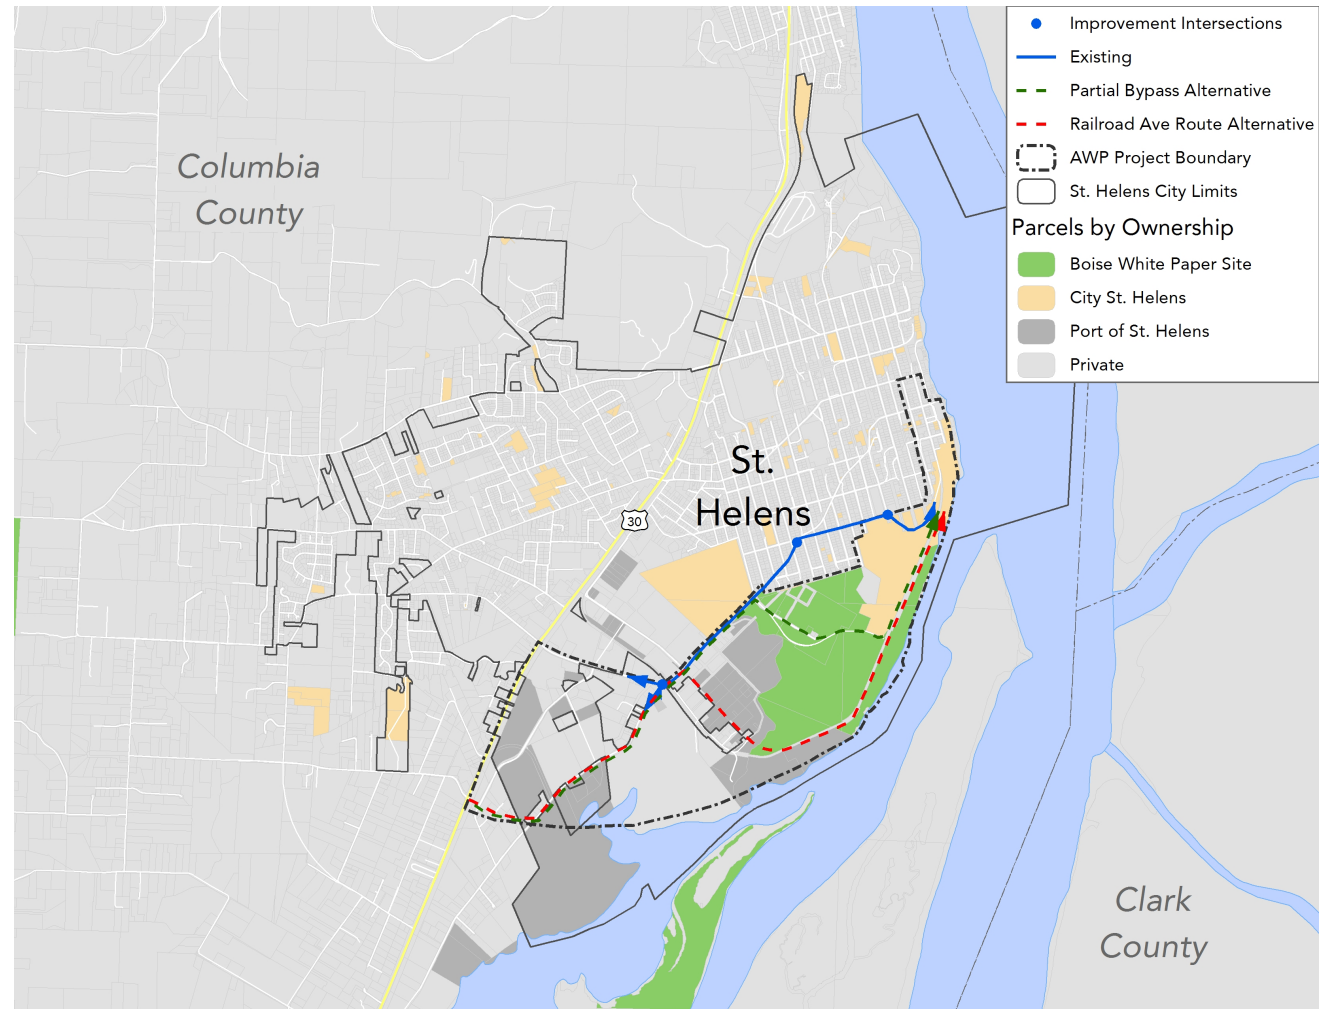 Improvement Intersections
Existing
Partial Bypass Alternative
Railroad Ave Route Alternative
AWP Project Boundary
St. Helens City Limits
Parcels by Ownership
Boise White Paper Site
City St. Helens
Port of St. Helens
Private
Columbia
County
St.
Helens
30
Clark
County